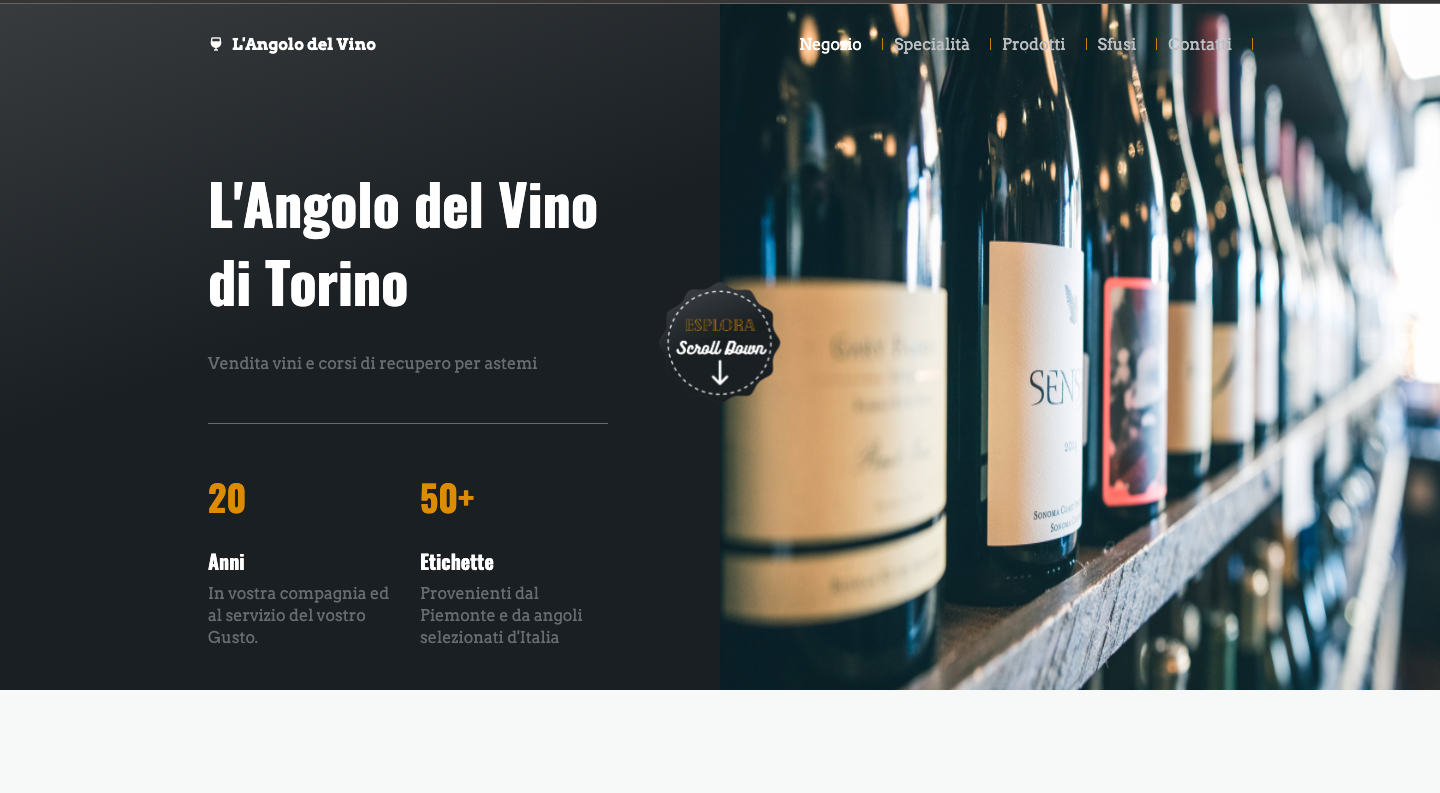 L'Angolo del Vino
Negozio
Specialità
Prodotti
Sfusi
Contatti
L'Angolo del Vino
di Torino
ESPLORA
Scroll Down
Vendita vini e corsi di recupero per astemi
20
50+
Anni
Etichette
In vostra compagnia ed
al servizio del vostro
Gusto.
Provenienti dal
Piemonte e da angoli
selezionati d'Italia
SENS